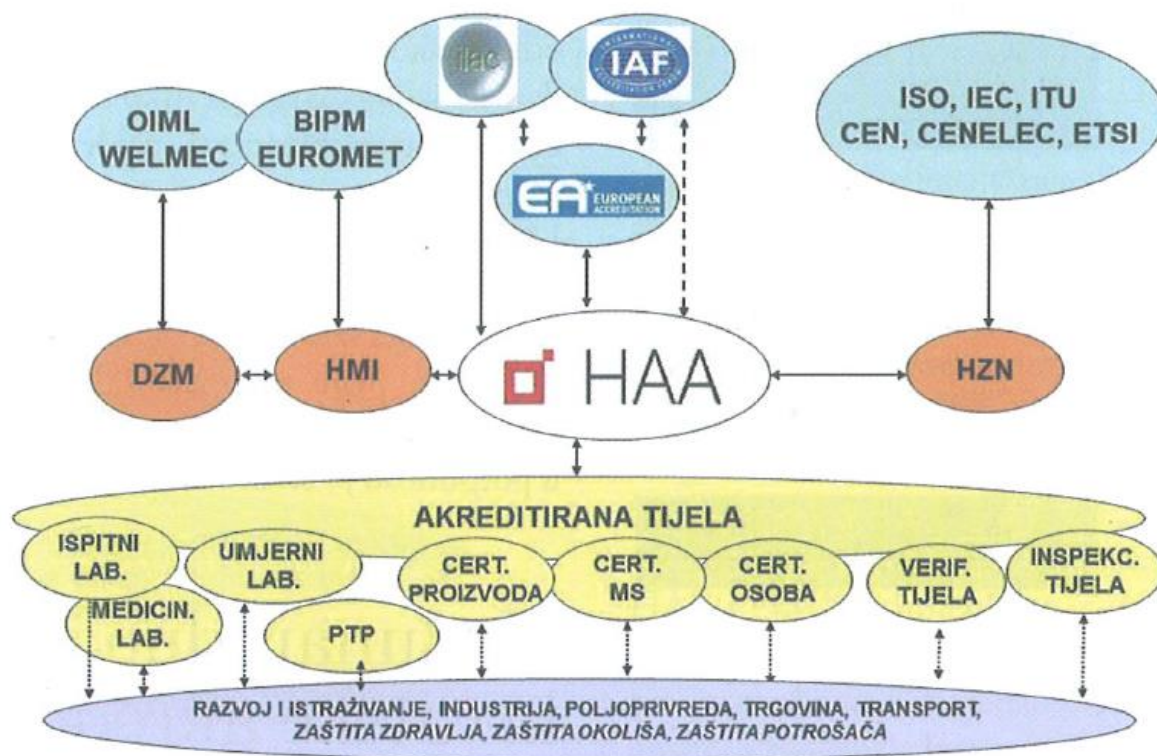 ilac
INTERNATIONAL
IAF
ACCREDITATION FORUM
OIML
WELMEC
BIPM
EUROMET
EA EUROPEAN
ACCREDITATION
ISO, IEC, ITU
CEN, CENELEC, ETSI
DZM
HMI
HAA
HZN
AKREDITIRANA TIJELA
ISPITNI
LAB.
MEDICIN.
LAB.
UMJERNI
LAB.
PTP
CERT.
PROIZVODA
CERT.
MS
CERT.
OSOBA
VERIF.
TIJELA
INSPEKC.
TIJELA
RAZVOJ I ISTRAŽIVANJE, INDUSTRIJA, POLJOPRIVREDA, TRGOVINA, TRANSPORT,
ZAŠTITA ZDRAVLJA, ZAŠTITA OKOLIŠA, ZAŠTITA POTROŠAČA